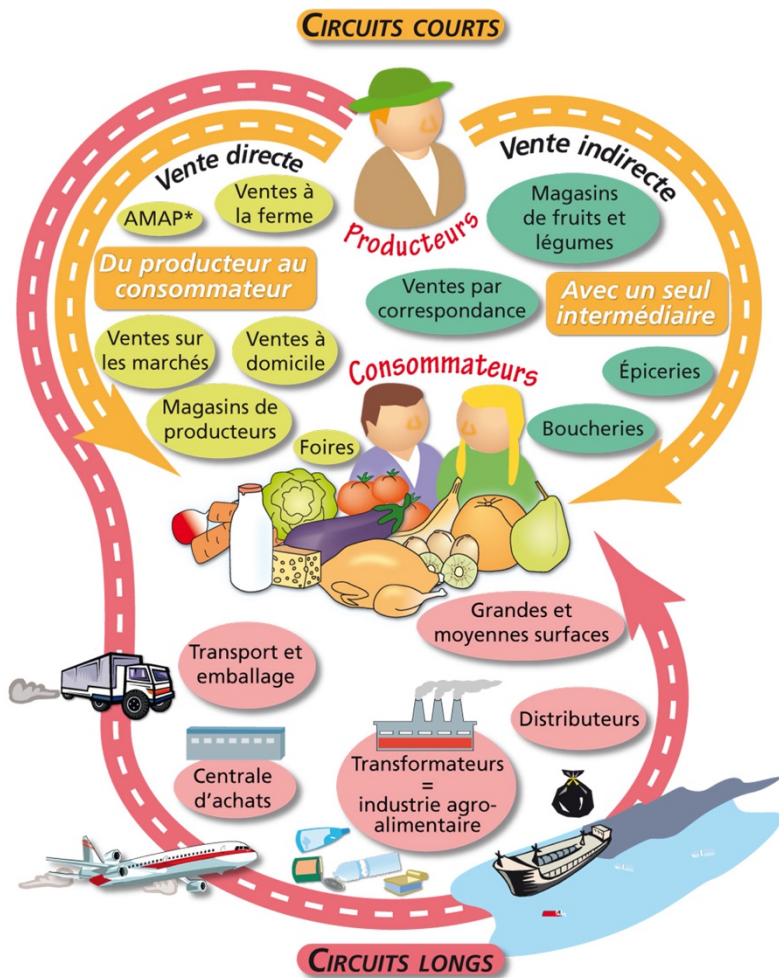 CIRCUITS COURTS
Vente directe
Vente indirecte
AMAP*
Ventes à
la ferme
Producteurs
Magasins
de fruits et
légumes
Du producteur au
consommateur
Ventes par
correspondance
Avec un seul
intermédiaire
Ventes sur
les marchés
Ventes à
domicile
Consommateurs
Épiceries
Magasins de
producteurs
Foires
Boucheries
Grandes et
moyennes surfaces
Transport et
emballage
Distributeurs
Centrale
d'achats
Transformateurs
=
industrie agro-
alimentaire
CIRCUITS LONGS